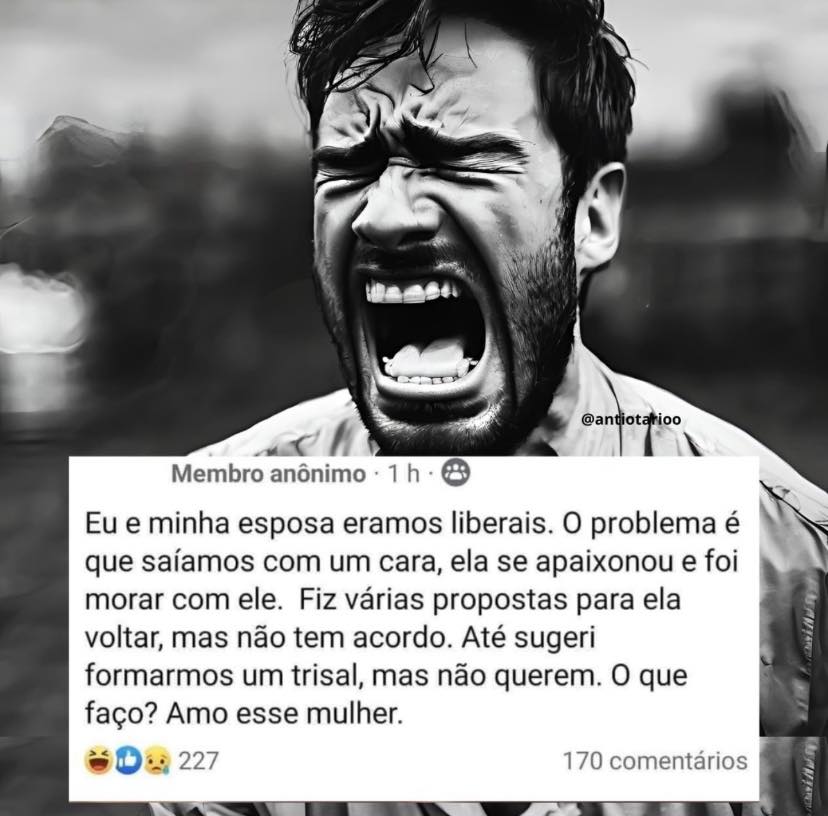 @antiotarioo
Membro anônimo · 1 h ·
Eu e minha esposa eramos liberais. O problema é
que saíamos com um cara, ela se apaixonou e foi
morar com ele. Fiz várias propostas para ela
voltar, mas não tem acordo. Até sugeri
formarmos um trisal, mas não querem. O que
faço? Amo esse mulher.
227 170 comentários